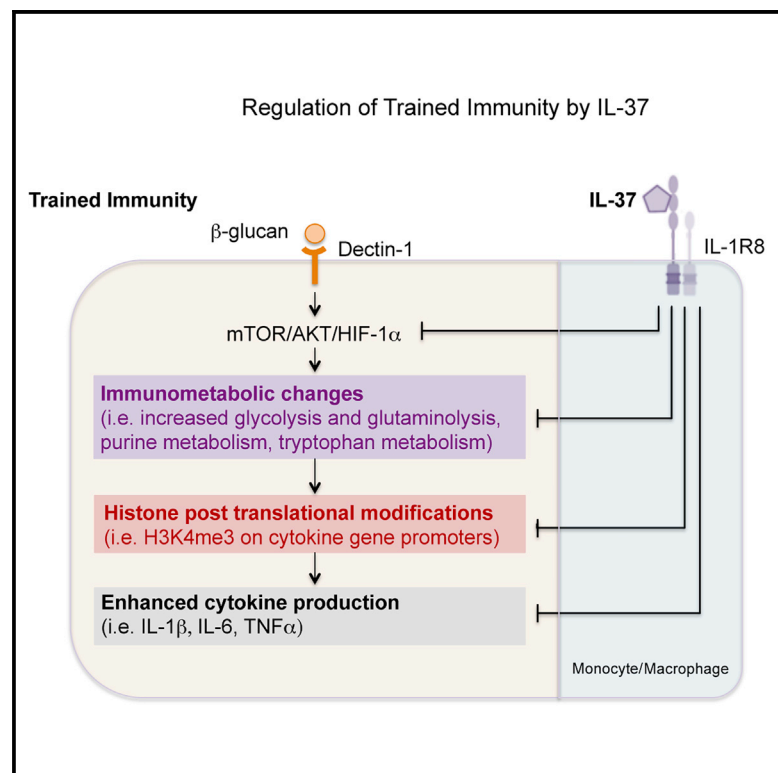 Regulation of Trained Immunity by IL-37
Trained Immunity
IL-37
β-glucan
Dectin-1
IL-1R8
mTOR/AKT/HIF-1α
Immunometabolic changes
(i.e. increased glycolysis and glutaminolysis,
purine metabolism, tryptophan metabolism)
Histone post translational modifications
(i.e. H3K4me3 on cytokine gene promoters)
Enhanced cytokine production
(i.e. IL-1β, IL-6, TNFα)
Monocyte/Macrophage